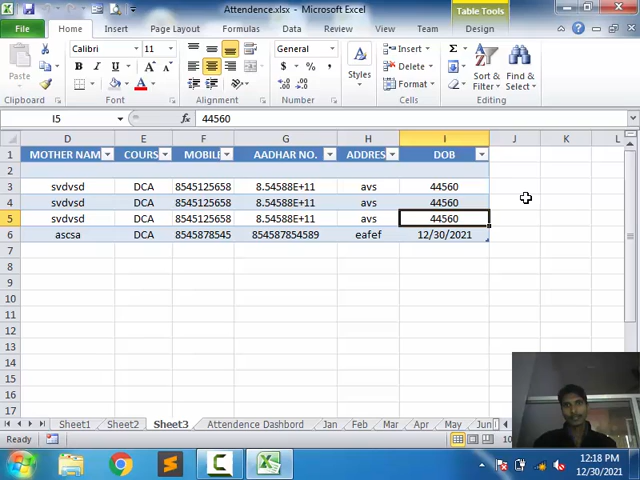 Attendence.xlsx - Microsoft Excel
Table Tools
File Home Insert Page Layout Formulas Data Review View Team Design
Paste
Calibri 11
B I U
General
$ % ,
Styles
Insert
Delete
Format
Sort & Filter
Find & Select
Clipboard Font Alignment Number Cells Editing
I5 fx 44560
D E F G H I J K L
1 MOTHER NAM COURS MOBILE AADHAR NO. ADDRES DOB
2
3 svdvsd DCA 8545125658 8.54588E+11 avs 44560
4 svdvsd DCA 8545125658 8.54588E+11 avs 44560
5 svdvsd DCA 8545125658 8.54588E+11 avs 44560
6 ascsa DCA 8545878545 854587854589 eafef 12/30/2021
7
8
9
10
11
12
13
14
15
16
17
Sheet1 Sheet2 Sheet3 Attendence Dashbord Jan Feb Mar Apr May Jun
Ready 10
12:18 PM
12/30/2021